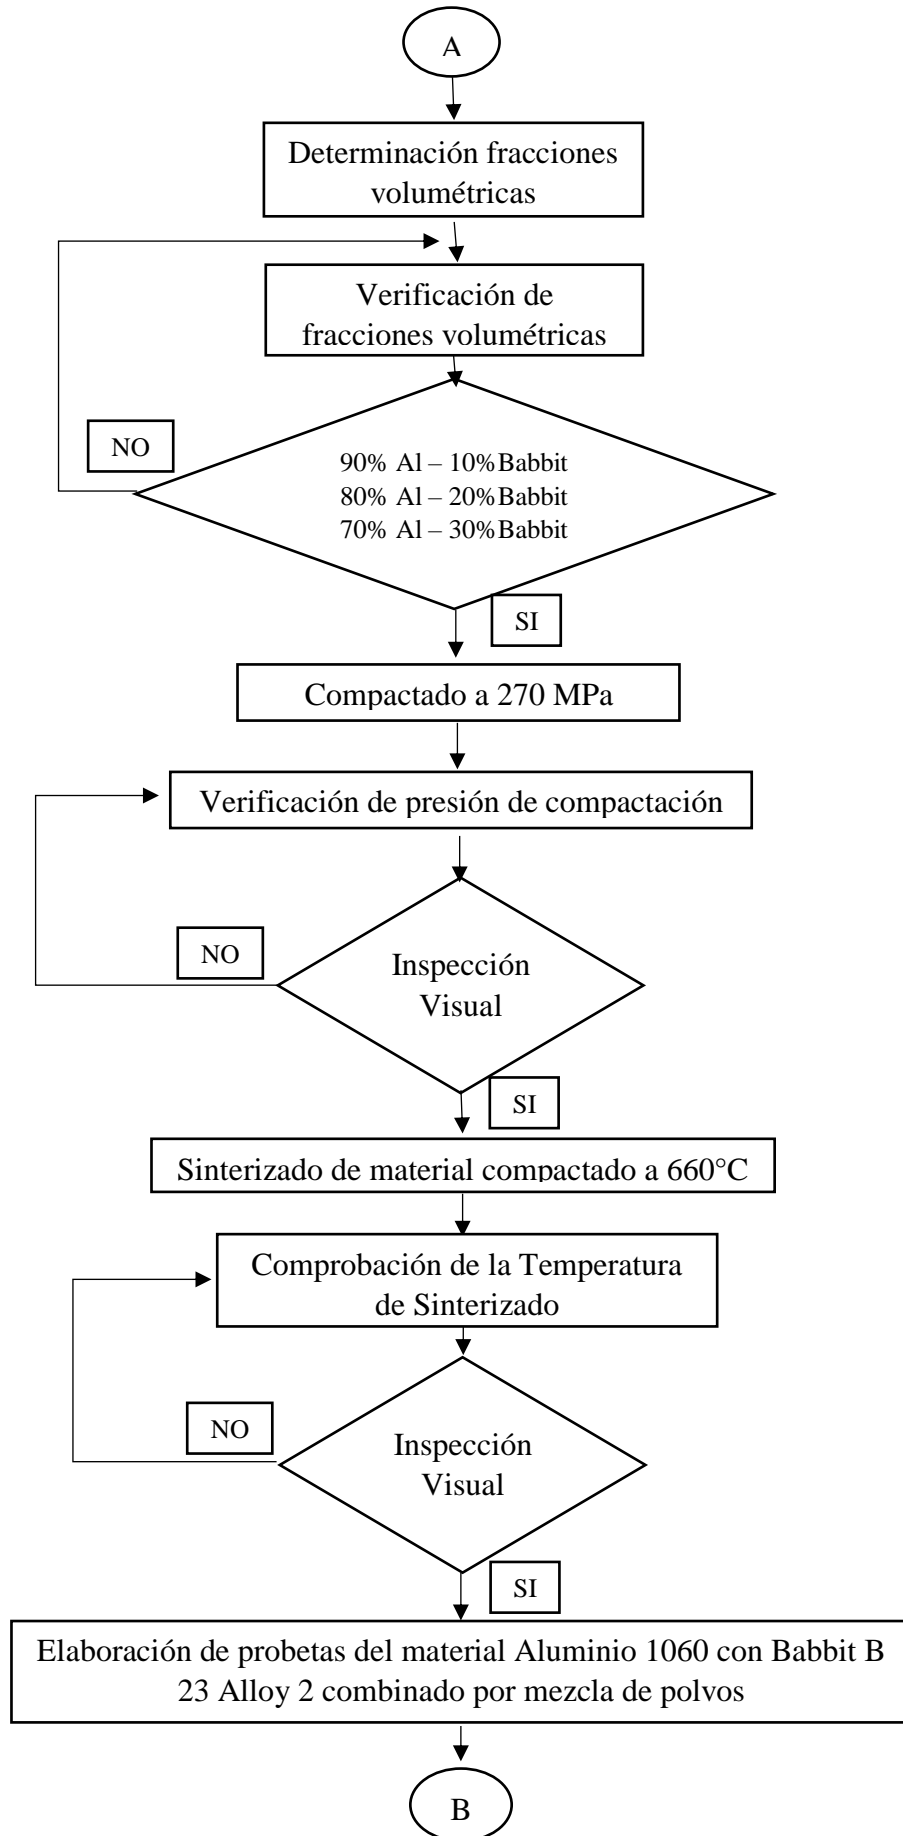 A
Determinación fracciones
volumétricas
Verificación de
fracciones volumétricas
NO
90% Al – 10%Babbit
80% Al – 20%Babbit
70% Al – 30%Babbit
SI
Compactado a 270 MPa
Verificación de presión de compactación
NO
Inspección
Visual
SI
Sinterizado de material compactado a 660°C
Comprobación de la Temperatura
de Sinterizado
NO
Inspección
Visual
SI
Elaboración de probetas del material Aluminio 1060 con Babbit B
23 Alloy 2 combinado por mezcla de polvos
B